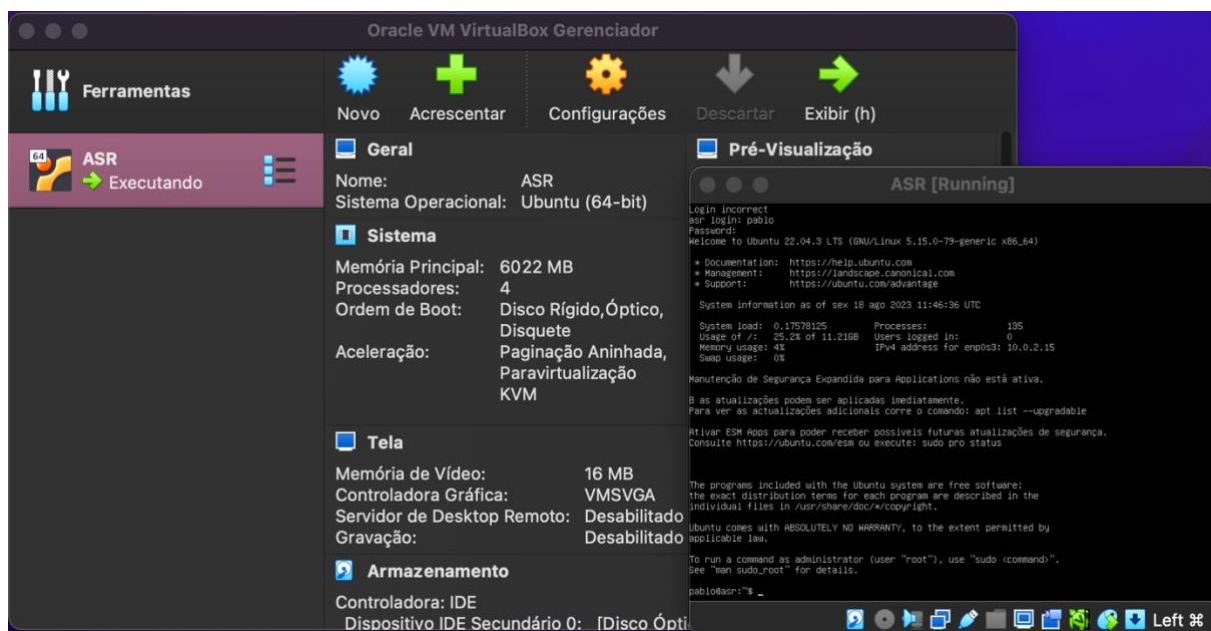 Oracle VM VirtualBox Gerenciador
Ferramentas
Novo Acrescentar Configurações Descartar Exibir (h)
64
ASR
Executando
Geral
Nome: ASR
Sistema Operacional: Ubuntu (64-bit)
Sistema
Memória Principal: 6022 MB
Processadores: 4
Ordem de Boot: Disco Rígido,Óptico,
Disquete
Aceleração: Paginação Aninhada,
Paravirtualização
KVM
Tela
Memória de Vídeo: 16 MB
Controladora Gráfica: VMSVGA
Servidor de Desktop Remoto: Desabilitado
Gravação: Desabilitado
Armazenamento
Controladora: IDE
Dispositivo IDE Secundário 0: [Disco Ópti
Pré-Visualização
ASR [Running]
Login incorrect
asr login: pablo
Password:
Welcome to Ubuntu 22.04.3 LTS (GNU/Linux 5.15.0-79-generic x86_64)
* Documentation: https://help.ubuntu.com
* Management: https://landscape.canonical.com
* Support: https://ubuntu.com/advantage
System information as of sex 18 ago 2023 11:46:36 UTC
System load: 0.17578125 Processes: 135
Usage of /: 25.2% of 11.21GB Users logged in: 0
Memory usage: 4% IPv4 address for enp0s3: 10.0.2.15
Swap usage: 0%
Manutenção de Segurança Expandida para Applications não está ativa.
8 as atualizações podem ser aplicadas imediatamente.
Para ver as actualizações adicionais corre o comando: apt list --upgradable
Ativar ESM Apps para poder receber possiveis futuras atualizações de segurança.
Consulte https://ubuntu.com/esm ou execute: sudo pro status
The programs included with the Ubuntu system are free software;
the exact distribution terms for each program are described in the
individual files in /usr/share/doc/*/copyright.
Ubuntu comes with ABSOLUTELY NO WARRANTY, to the extent permitted by
applicable law.
To run a command as administrator (user "root"), use "sudo <command>".
See "man sudo_root" for details.
pablo@asr:~$ _
Left ⌘